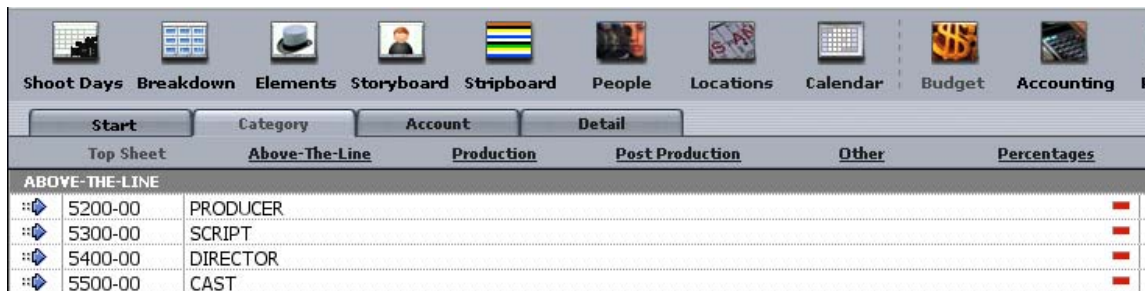 Shoot Days Breakdown Elements Storyboard Stripboard People Locations Calendar Budget Accounting
Start Category Account Detail
Top Sheet Above-The-Line Production Post Production Other Percentages
ABOVE-THE-LINE
5200-00 PRODUCER
5300-00 SCRIPT
5400-00 DIRECTOR
5500-00 CAST